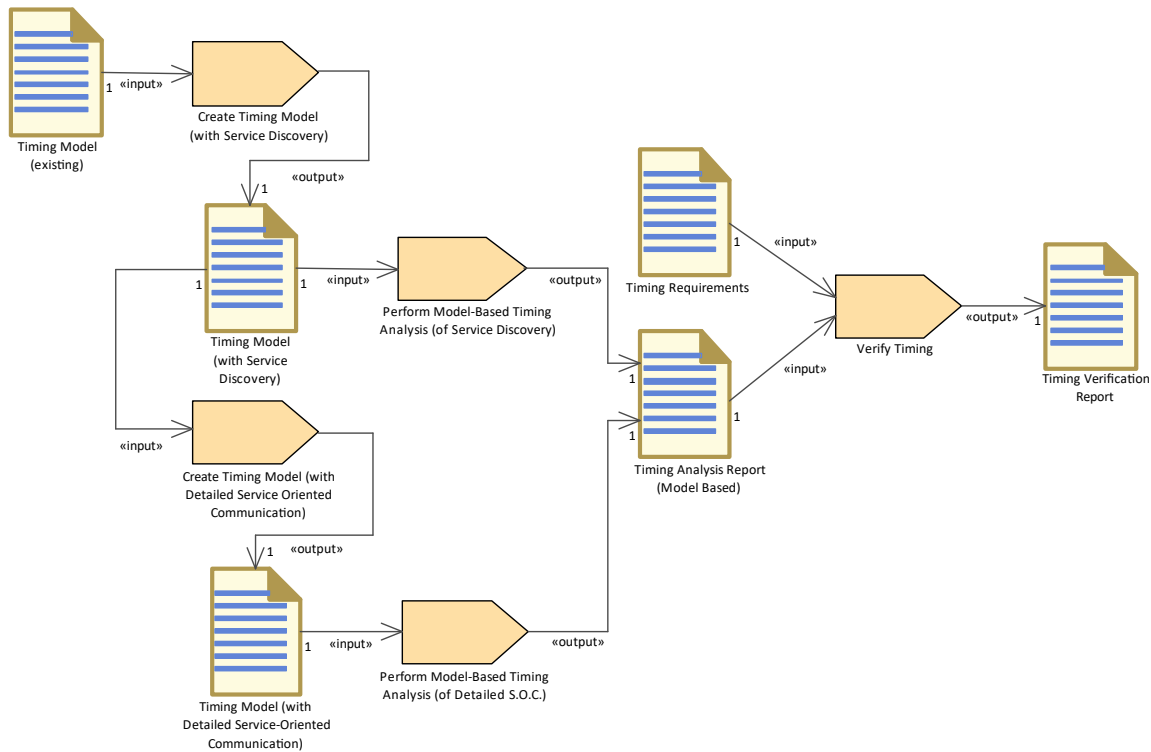 1
«input»
Create Timing Model
(with Service Discovery)
Timing Model
(existing)
«output»
1
1
1
«input»
Timing Model
(with Service
Discovery)
Perform Model-Based Timing
Analysis (of Service Discovery)
«output»
1
«input»
Timing Requirements
Verify Timing
«output»
1
Timing Verification
Report
1
1
1
«input»
Timing Analysis Report
(Model Based)
«input»
Create Timing Model (with
Detailed Service Oriented
Communication)
«output»
1
1
«input»
Timing Model (with
Detailed Service-Oriented
Communication)
Perform Model-Based Timing
Analysis (of Detailed S.O.C.)
«output»